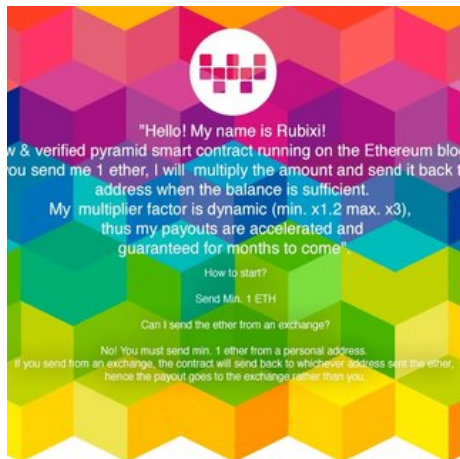 "Hello! My name is Rubixi!
& verified pyramid smart contract running on the Ethereum
you send me 1 ether, I will multiply the amount and send it back
address when the balance is sufficient.
My multiplier factor is dynamic (min. x1.2 max. x3),
thus my payouts are accelerated and
guaranteed for months to come".
How to start?
Send Min. 1 ETH
Can I send the ether from an exchange?
No! You must send min. 1 ether from a personal address.
If you send from an exchange, the contract will send back to whichever address sent the ether,
hence the payout goes to the exchange rather than you.